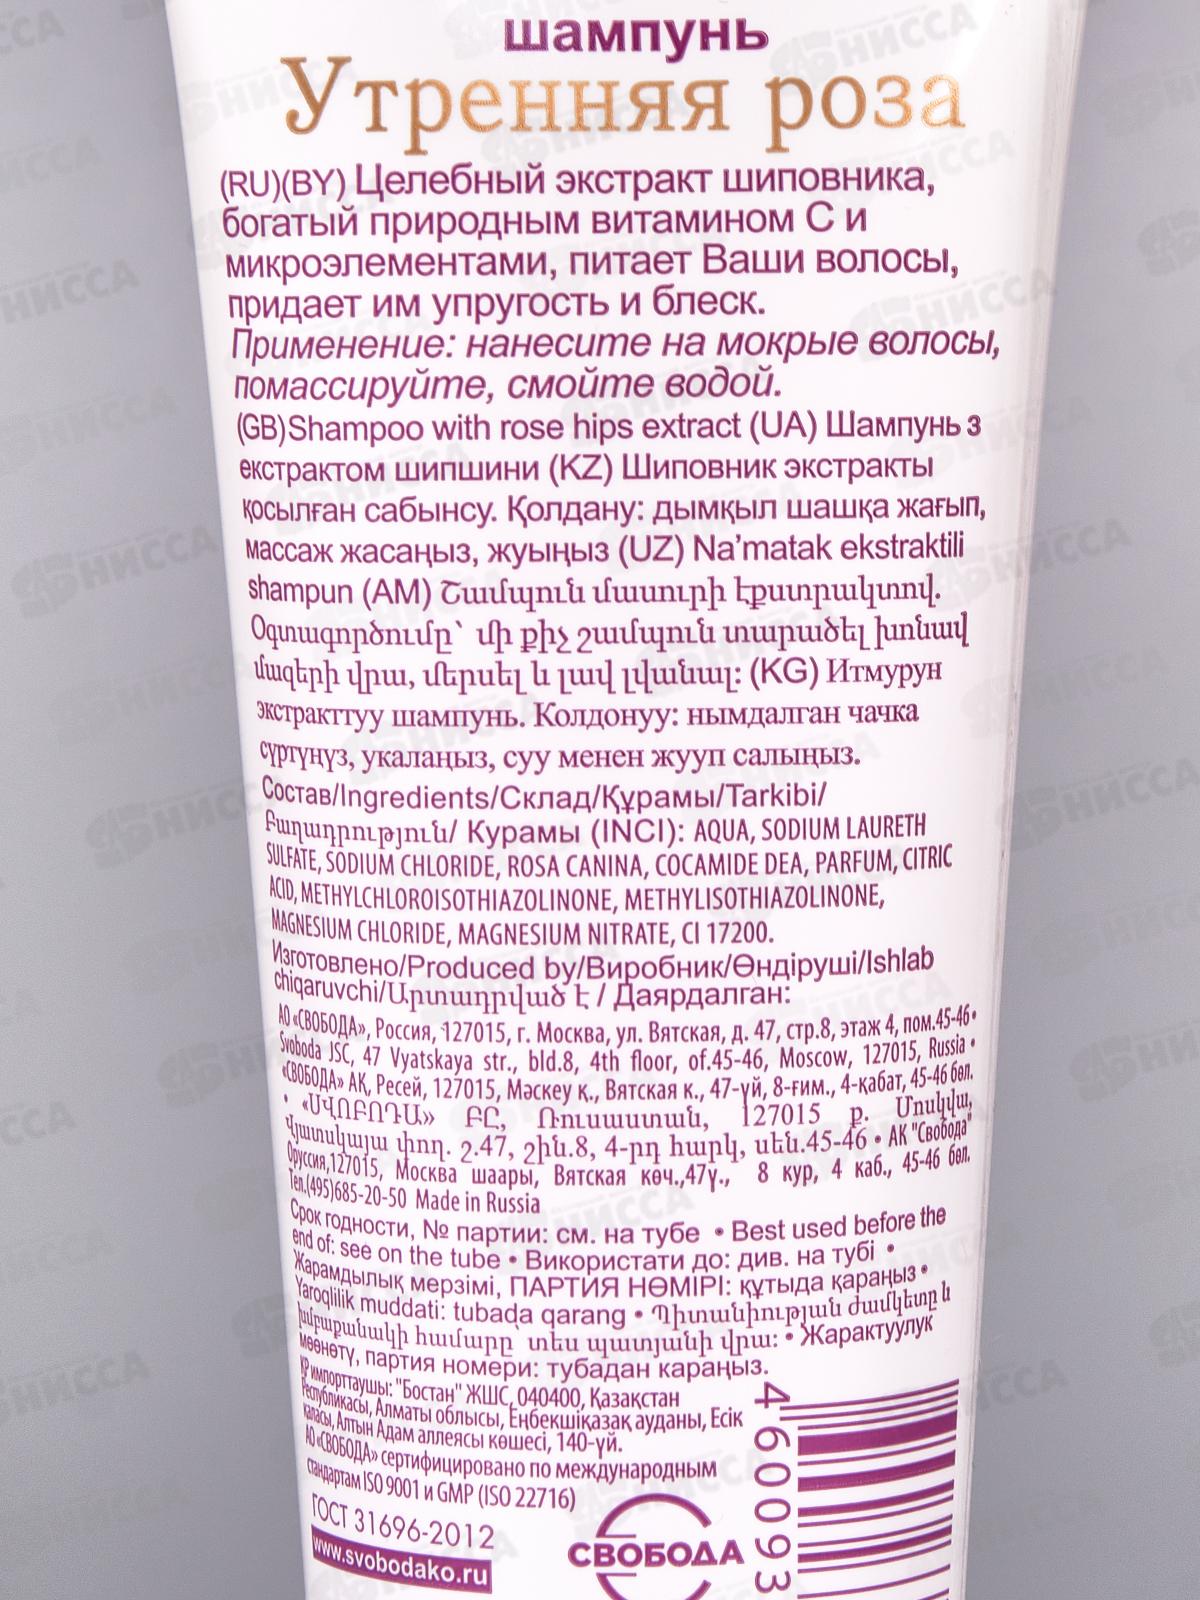 шампунь
Утренняя роза
(RU)(BY) Целебный экстракт шиповника,
богатый природным витамином С и
микроэлементами, питает Ваши волосы,
придает им упругость и блеск.
Применение: нанесите на мокрые волосы,
помассируйте, смойте водой.
(GB)Shampoo with rose hips extract (UA) Шампунь з
екстрактом шипшини (KZ) Шиповник экстракты
қосылған сабынсу. Қолдану: дымқыл шашқа жағып,
массаж жасаңыз, жуыңыз (UZ) Na’matak ekstraktili
shampun (AM) Շամպուն մասուրի էքստրակտով.
Օգտագործումը՝ մի քիչ շամպուն տարածել խոնավ
մազերի վրա, մերսել և լավ լվանալ: (KG) Итмурун
экстракттуу шампунь. Колдонуу: нымдалган чачка
сүртүңүз, укалаңыз, суу менен жууп салыңыз.
Состав/Ingredients/Склад/Құрамы/Tarkibi/
Բաղադրություն/ Курамы (INCI): AQUA, SODIUM LAURETH
SULFATE, SODIUM CHLORIDE, ROSA CANINA, COCAMIDE DEA, PARFUM, CITRIC
ACID, METHYLCHLOROISOTHIAZOLINONE, METHYLISOTHIAZOLINONE,
MAGNESIUM CHLORIDE, MAGNESIUM NITRATE, CI 17200.
Изготовлено/Produced by/Виробник/Өндіруші/Ishlab
chiqaruvchi/Արտադրված է / Даярдалган:
АО «СВОБОДА», Россия, 127015, г. Москва, ул. Вятская, д. 47, стр.8, этаж 4, пом.45-46•
Svoboda JSC, 47 Vyatskaya str., bld.8, 4th floor, of.45-46, Moscow, 127015, Russia •
«СВОБОДА» АҚ, Ресей, 127015, Мәскеу қ., Вятская к., 47-үй, 8-ғим., 4-қабат, 45-46 бөл.
• «ՍՎՈԲՈԴԱ» ԲԸ, Ռուսաստան, 127015 ք. Մոսկվա,
Վյատսկայա փող. շ.47, շին.8, 4-րդ հարկ, սեն.45-46 • АК "Свобода"
Оруссия,127015, Москва шаары, Вятская көч.,47ү., 8 кур, 4 каб., 45-46 бөл.
Тел.(495)685-20-50 Made in Russia
Срок годности, № партии: см. на тубе • Best used before the
end of: see on the tube • Використати до: див. на тубі •
Жарамдылық мерзімі, ПАРТИЯ НӨМІРІ: құтыда қараңыз •
Yaroqlilik muddati: tubada qarang • Պիտանիության ժամկետը և
խմբաքանակի համարը՝ տես պատյանի վրա: • Жарактуулук
мөөнөтү, партия номери: тубадан караңыз.
ҚР импорттаушы: "Бостан" ЖШС, 040400, Қазақстан
Республикасы, Алматы облысы, Еңбекшіқазақ ауданы, Есік
қаласы, Алтын Адам аллеясы көшесі, 140-үй.
АО «СВОБОДА» сертифицировано по международным
стандартам ISO 9001 и GMP (ISO 22716)
ГОСТ 31696-2012
www.svobodako.ru
СВОБОДА
4 60093
НИССА